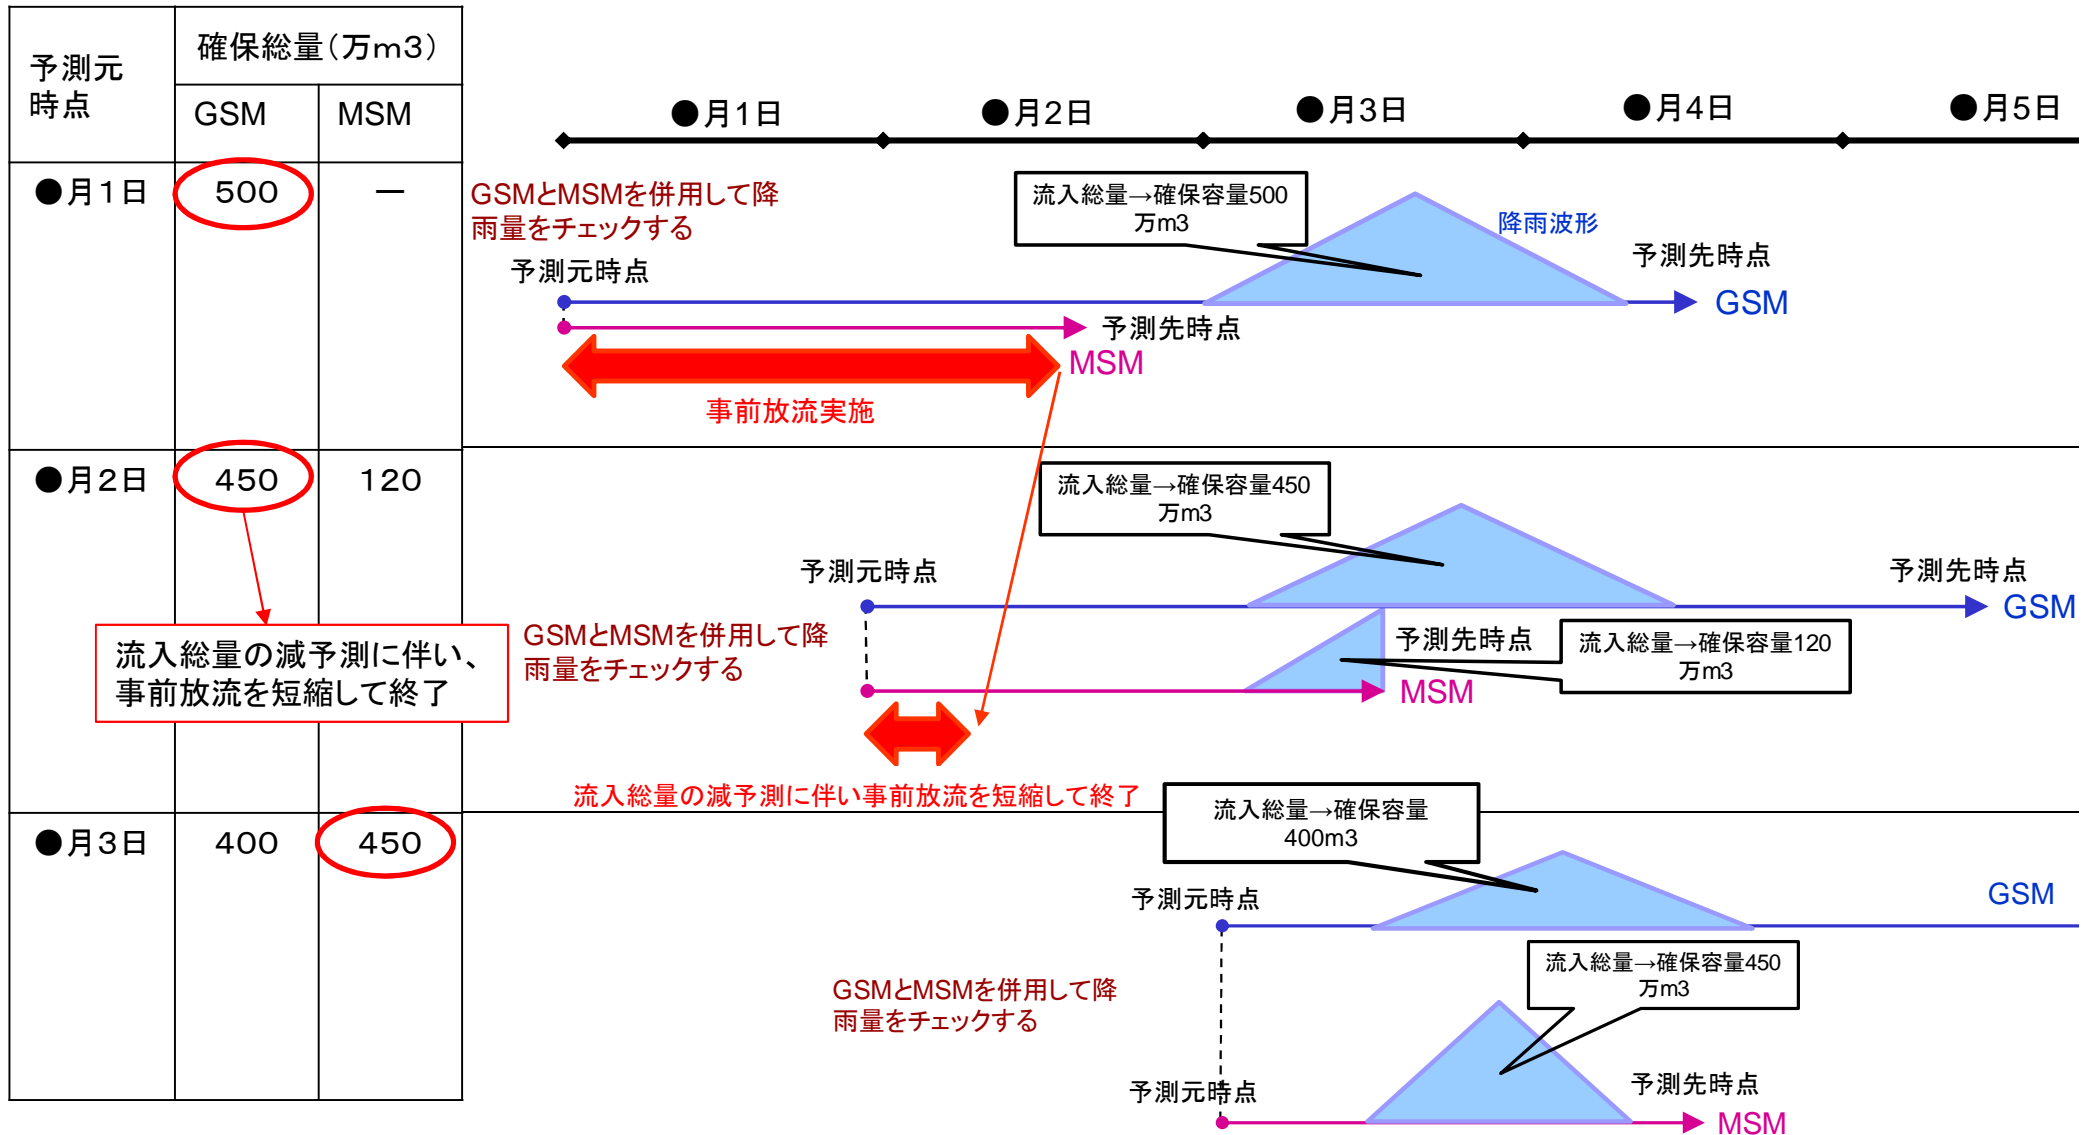 予測元
時点
確保総量（万ｍ3）
GSM
MSM
●月1日
●月2日
●月3日
●月4日
●月5日
●月1日
500
―
GSMとMSMを併用して降
雨量をチェックする
流入総量→確保容量500
万m3
降雨波形
予測元時点
予測先時点
GSM
予測先時点
MSM
事前放流実施
●月2日
450
120
流入総量→確保容量450
万m3
予測元時点
予測先時点
GSM
流入総量の減予測に伴い、
事前放流を短縮して終了
GSMとMSMを併用して降
雨量をチェックする
予測先時点
流入総量→確保容量120
万m3
MSM
流入総量の減予測に伴い事前放流を短縮して終了
●月3日
400
450
流入総量→確保容量
400m3
予測元時点
GSM
GSMとMSMを併用して降
雨量をチェックする
流入総量→確保容量450
万m3
予測元時点
予測先時点
MSM